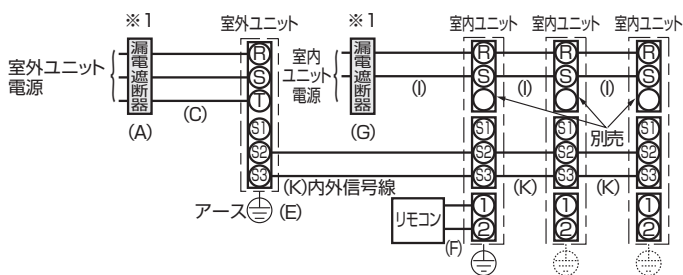 ※1
室外ユニット
※1
室内ユニット
室内ユニット
室内ユニット
室外ユニット
電源
漏電遮断器
(A)
(C)
R
S
T
S1
S2
S3
アース
(E)
室内
ユニット
電源
漏電遮断器
(G)
(I)
(I)
(I)
R
S
S1
S2
S3
1
2
R
S
S1
S2
S3
1
2
R
S
S1
S2
S3
1
2
別売
(K)内外信号線
(K)
(K)
リモコン
(F)